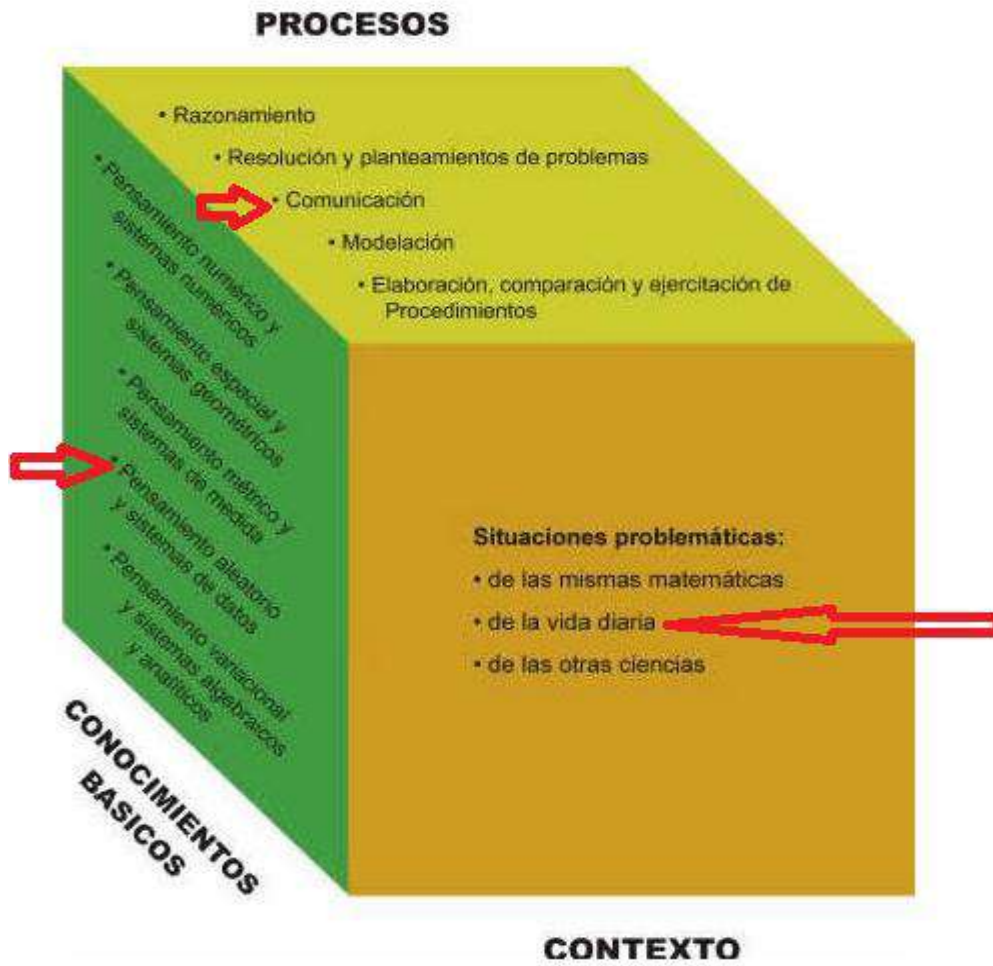 PROCESOS
• Razonamiento
• Resolución y planteamientos de problemas
• Comunicación
• Modelación
• Elaboración, comparación y ejercitación de
Procedimientos
• Pensamiento numérico y
sistemas numéricos
• Pensamiento espacial y
sistemas geométricos
• Pensamiento métrico y
sistemas de medida
• Pensamiento aleatorio
y sistemas de datos
• Pensamiento variacional
y sistemas algebraicos
y analíticos
Situaciones problemáticas:
• de las mismas matemáticas
• de la vida diaria
• de las otras ciencias
CONOCIMIENTOS
BASICOS
CONTEXTO